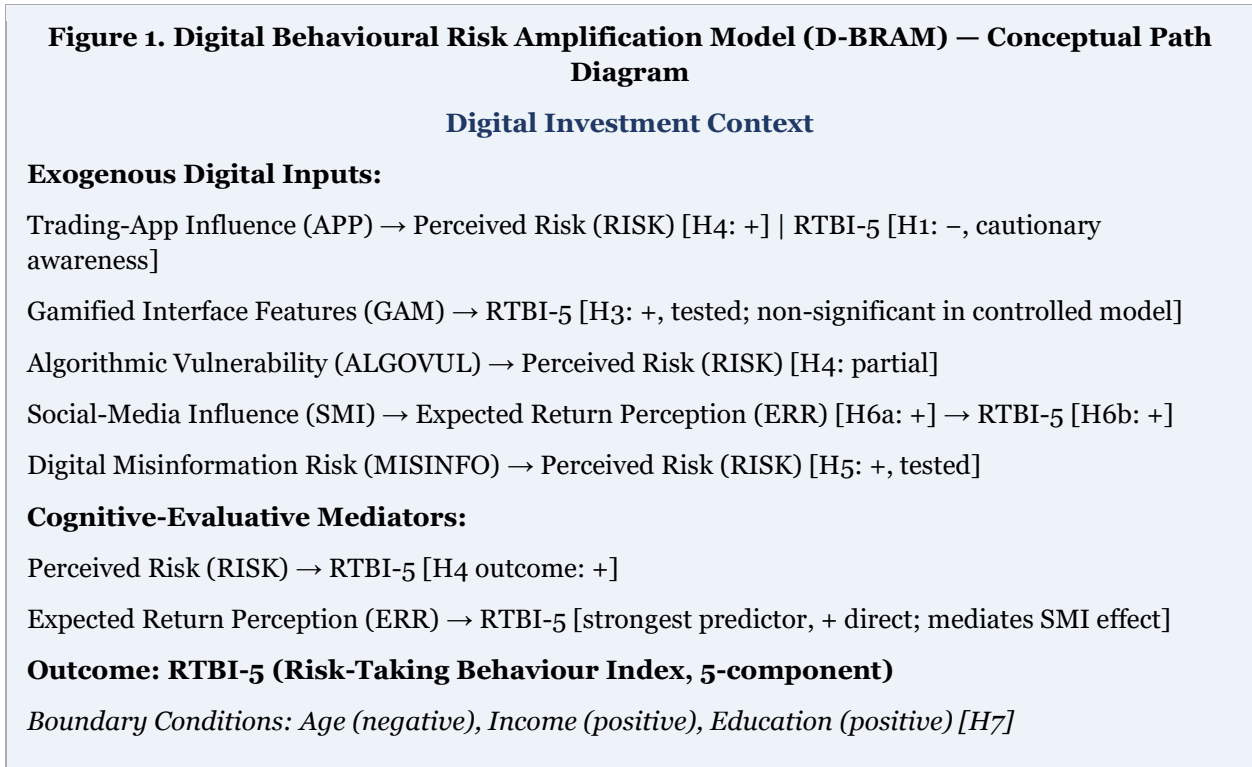 Figure 1. Digital Behavioural Risk Amplification Model (D-BRAM) — Conceptual Path
Diagram
Digital Investment Context
Exogenous Digital Inputs:
Trading-App Influence (APP) → Perceived Risk (RISK) [H4: +] | RTBI-5 [H1: −, cautionary
awareness]
Gamified Interface Features (GAM) → RTBI-5 [H3: +, tested; non-significant in controlled model]
Algorithmic Vulnerability (ALGOVUL) → Perceived Risk (RISK) [H4: partial]
Social-Media Influence (SMI) → Expected Return Perception (ERR) [H6a: +] → RTBI-5 [H6b: +]
Digital Misinformation Risk (MISINFO) → Perceived Risk (RISK) [H5: +, tested]
Cognitive-Evaluative Mediators:
Perceived Risk (RISK) → RTBI-5 [H4 outcome: +]
Expected Return Perception (ERR) → RTBI-5 [strongest predictor, + direct; mediates SMI effect]
Outcome: RTBI-5 (Risk-Taking Behaviour Index, 5-component)
Boundary Conditions: Age (negative), Income (positive), Education (positive) [H7]